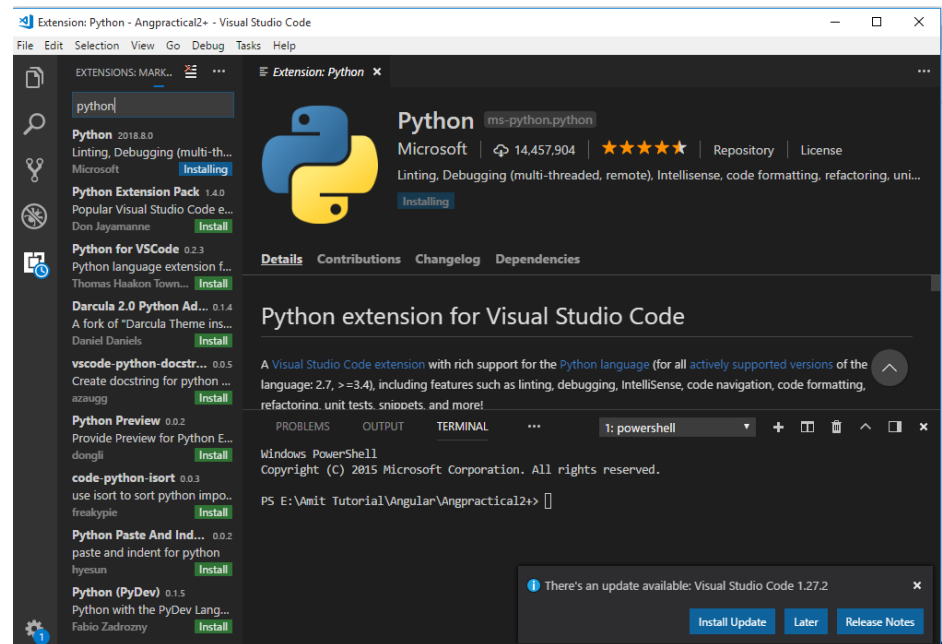 Extension: Python - Angpractical2+ - Visual Studio Code
File Edit Selection View Go Debug Tasks Help
EXTENSIONS: MARK...
python
Python 2018.8.0
Linting, Debugging (multi-th...
Microsoft Installing
Python Extension Pack 1.4.0
Popular Visual Studio Code e...
Don Jayamanne Install
Python for VSCode 0.2.3
Python language extension f...
Thomas Haakon Town... Install
Darcula 2.0 Python Ad... 0.1.4
A fork of "Darcula Theme ins...
Daniel Daniels Install
vscode-python-docstr... 0.0.5
Create docstring for python ...
azaugg Install
Python Preview 0.0.2
Provide Preview for Python E...
dongli Install
code-python-isort 0.0.3
use isort to sort python impo..
freakypie Install
Python Paste And Ind... 0.0.2
paste and indent for python
hyesun Install
Python (PyDev) 0.1.5
Python with the PyDev Lang...
Fabio Zadrozny Install
1
Extension: Python
Python ms-python.python
Microsoft 14,457,904 Repository License
Linting, Debugging (multi-threaded, remote), Intellisense, code formatting, refactoring, uni...
Installing
Details Contributions Changelog Dependencies
Python extension for Visual Studio Code
A Visual Studio Code extension with rich support for the Python language (for all actively supported versions of the
language: 2.7, >=3.4), including features such as linting, debugging, IntelliSense, code navigation, code formatting,
refactoring, unit tests, snippets, and more!
PROBLEMS OUTPUT TERMINAL ... 1: powershell
Windows PowerShell
Copyright (C) 2015 Microsoft Corporation. All rights reserved.
PS E:\Amit Tutorial\Angular\Angpractical2+>
There's an update available: Visual Studio Code 1.27.2
Install Update Later Release Notes